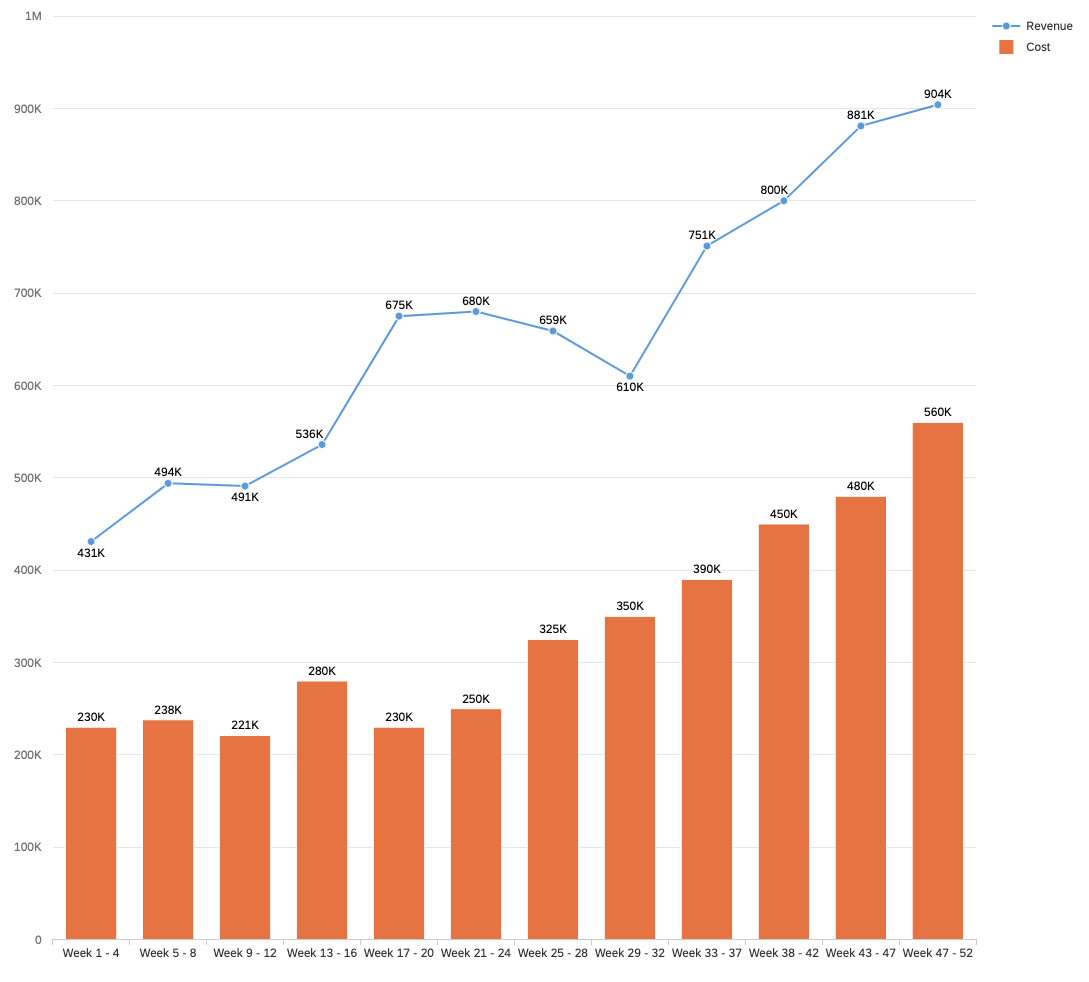 1M
900K
800K
700K
600K
500K
400K
300K
200K
100K
0
Revenue
Cost
431K
494K
491K
536K
675K
680K
659K
610K
751K
800K
881K
904K
230K
238K
221K
280K
230K
250K
325K
350K
390K
450K
480K
560K
Week 1 - 4
Week 5 - 8
Week 9 - 12
Week 13 - 16
Week 17 - 20
Week 21 - 24
Week 25 - 28
Week 29 - 32
Week 33 - 37
Week 38 - 42
Week 43 - 47
Week 47 - 52